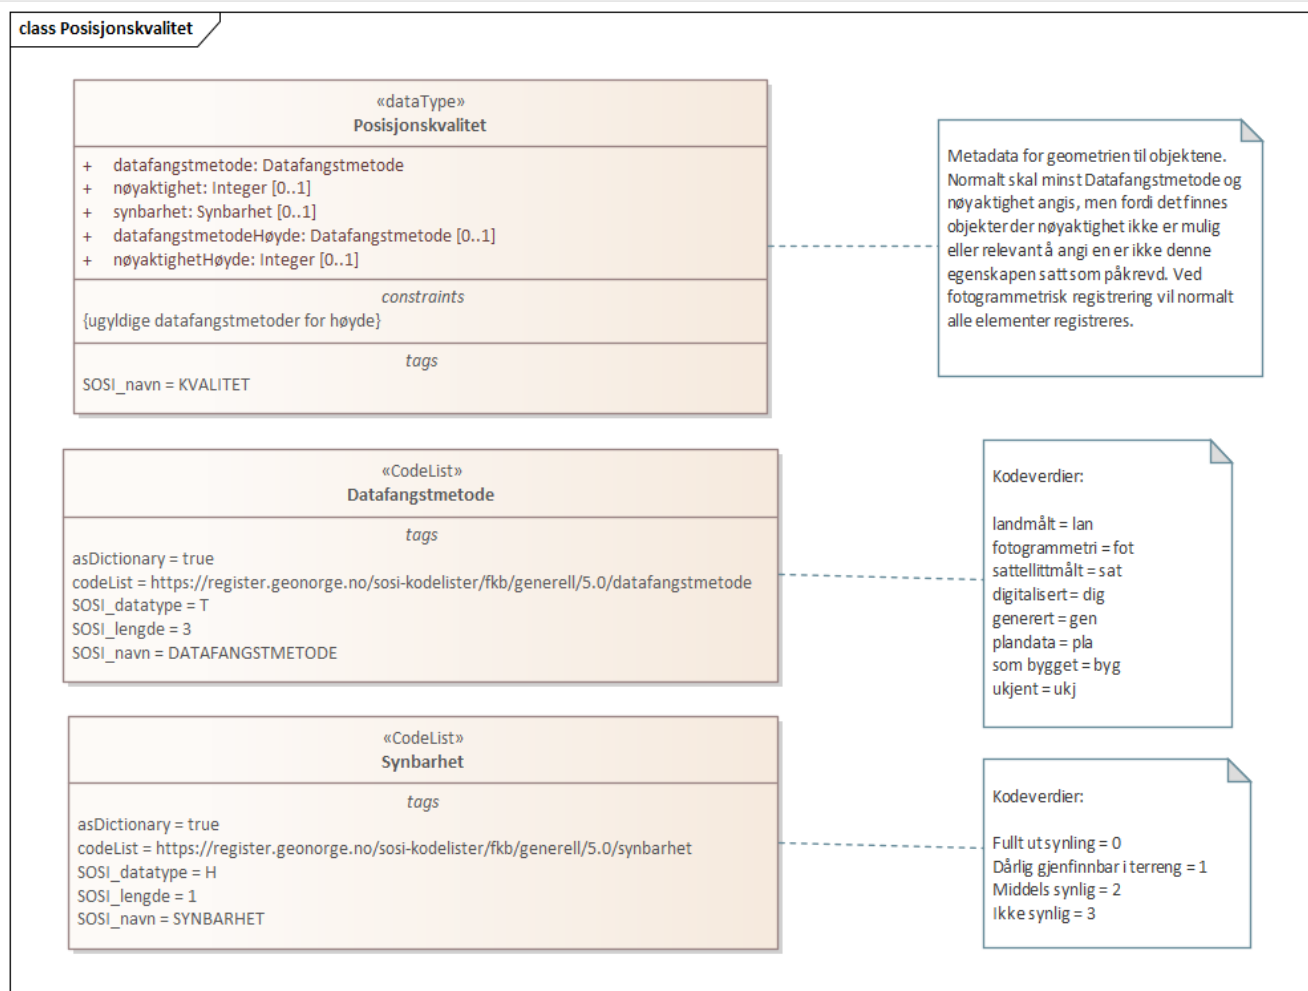 class Posisjonskvalitet
«dataType»
Posisjonskvalitet
+ datafangstmetode: Datafangstmetode
+ nøyaktighet: Integer [0..1]
+ synbarhet: Synbarhet [0..1]
+ datafangstmetodeHøyde: Datafangstmetode [0..1]
+ nøyaktighetHøyde: Integer [0..1]
constraints
{ugyldige datafangstmetoder for høyde}
tags
SOSI_navn = KVALITET
Metadata for geometrien til objektene.
Normalt skal minst Datafangstmetode og
nøyaktighet angis, men fordi det finnes
objekter der nøyaktighet ikke er mulig
eller relevant å angi en er ikke denne
egenskapen satt som påkrevd. Ved
fotogrammetrisk registrering vil normalt
alle elementer registreres.
«CodeList»
Datafangstmetode
tags
asDictionary = true
codeList = https://register.geonorge.no/sosi-kodelister/fkb/generell/5.0/datafangstmetode
SOSI_datatype = T
SOSI_lengde = 3
SOSI_navn = DATAFANGSTMETODE
Kodeverdier:
landmålt = lan
fotogrammetri = fot
sattellittmålt = sat
digitalisert = dig
generert = gen
plandata = pla
som bygget = byg
ukjent = ukj
«CodeList»
Synbarhet
tags
asDictionary = true
codeList = https://register.geonorge.no/sosi-kodelister/fkb/generell/5.0/synbarhet
SOSI_datatype = H
SOSI_lengde = 1
SOSI_navn = SYNBARHET
Kodeverdier:
Fullt ut synling = 0
Dårlig gjenfinnbar i terreng = 1
Middels synlig = 2
Ikke synlig = 3